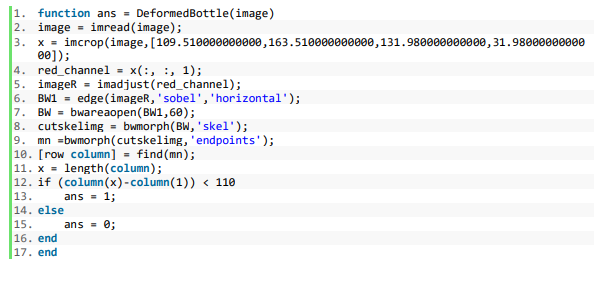 1. function ans = DeformedBottle(image)
2. image = imread(image);
3. x = imcrop(image,[109.510000000000,163.510000000000,131.980000000000,31.98000000000
00]);
4. red_channel = x(:, :, 1);
5. imageR = imadjust(red_channel);
6. BW1 = edge(imageR,'sobel','horizontal');
7. BW = bwareaopen(BW1,60);
8. cutskelimg = bwmorph(BW,'skel');
9. mn =bwmorph(cutskelimg,'endpoints');
10. [row column] = find(mn);
11. x = length(column);
12. if (column(x)-column(1)) < 110
13. ans = 1;
14. else
15. ans = 0;
16. end
17. end